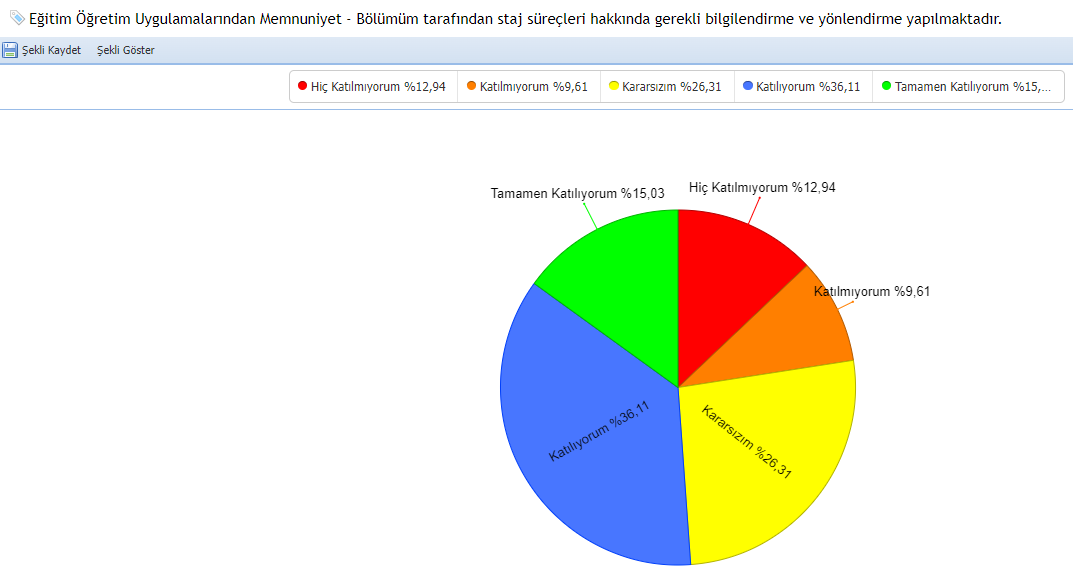 Eğitim Öğretim Uygulamalarından Memnuniyet - Bölümüm tarafından staj süreçleri hakkında gerekli bilgilendirme ve yönlendirme yapılmaktadır.
Şekli Kaydet Şekli Göster
Hiç Katılmıyorum %12,94 Katılmıyorum %9,61 Kararsızım %26,31 Katılıyorum %36,11 Tamamen Katılıyorum %15,...
Tamamen Katılıyorum %15,03
Hiç Katılmıyorum %12,94
Katılmıyorum %9,61
Katılıyorum %36,11
Kararsızım %26,31